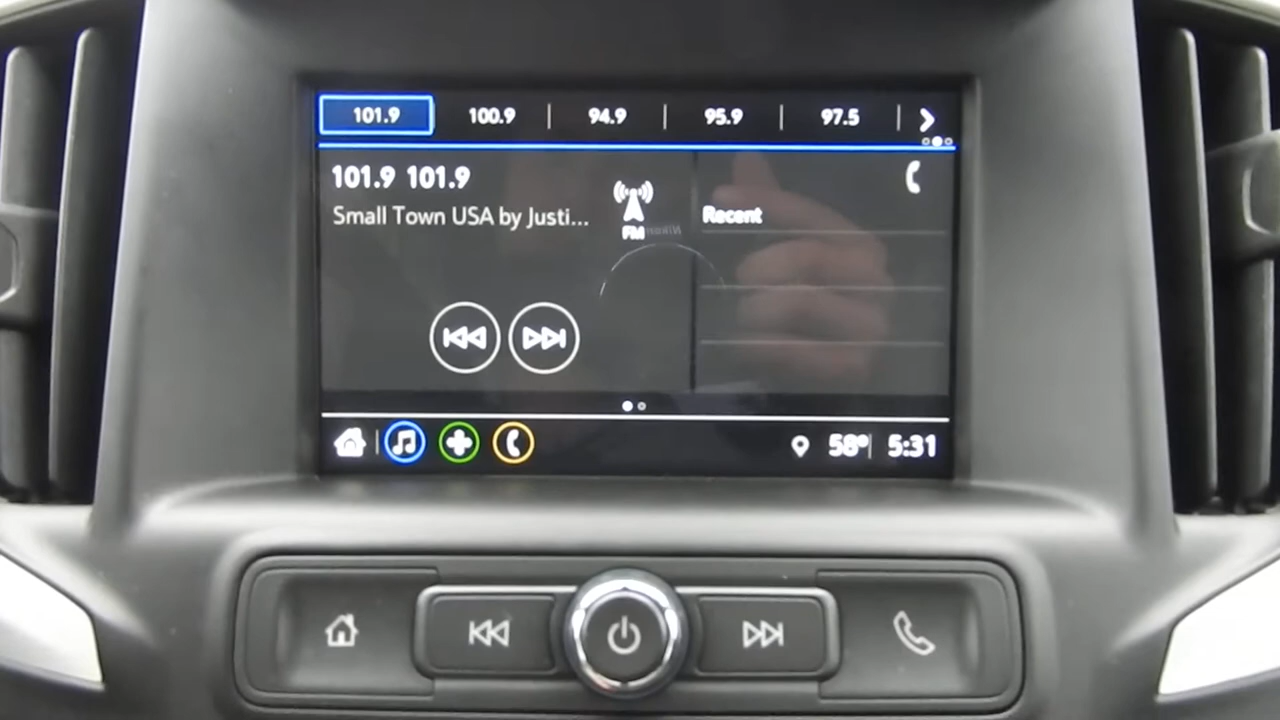 101.9 100.9 94.9 95.9 97.5
101.9 101.9
Small Town USA by Justi...
FM
Recent
58° 5:31